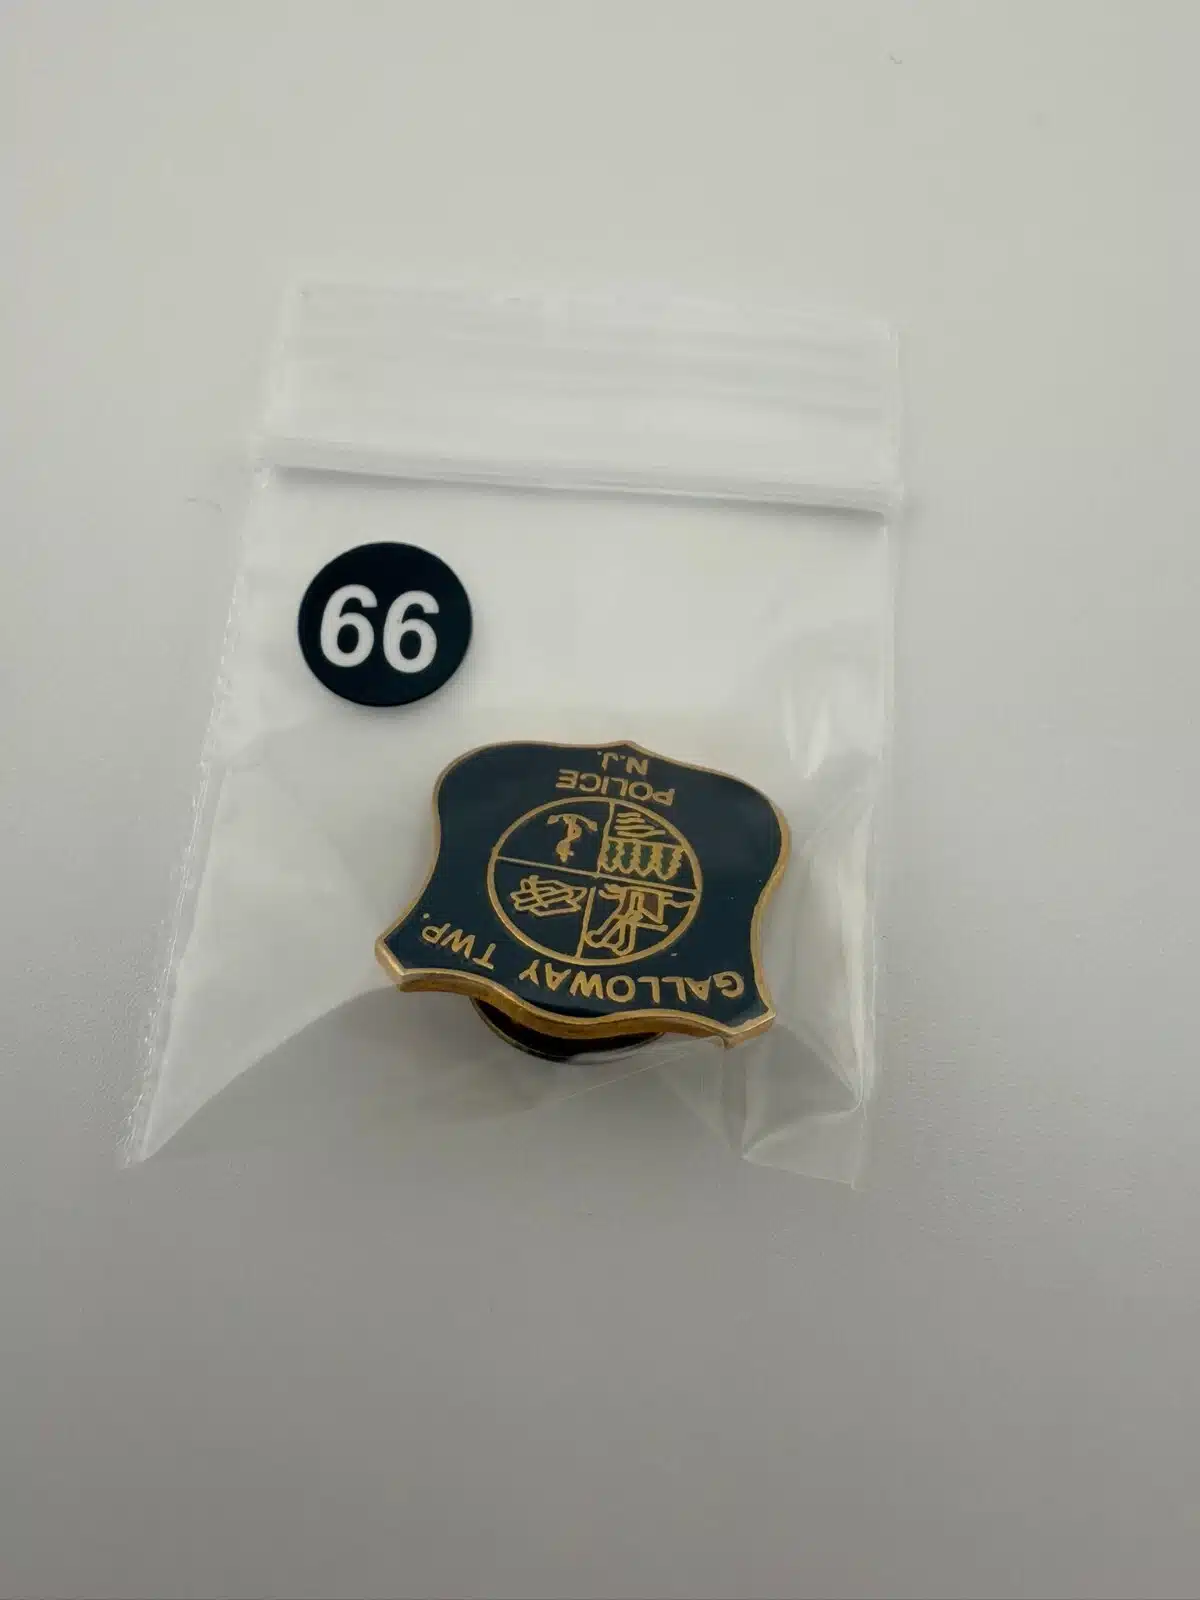 66
GALLOWAY TWP.
POLICE
N.J.